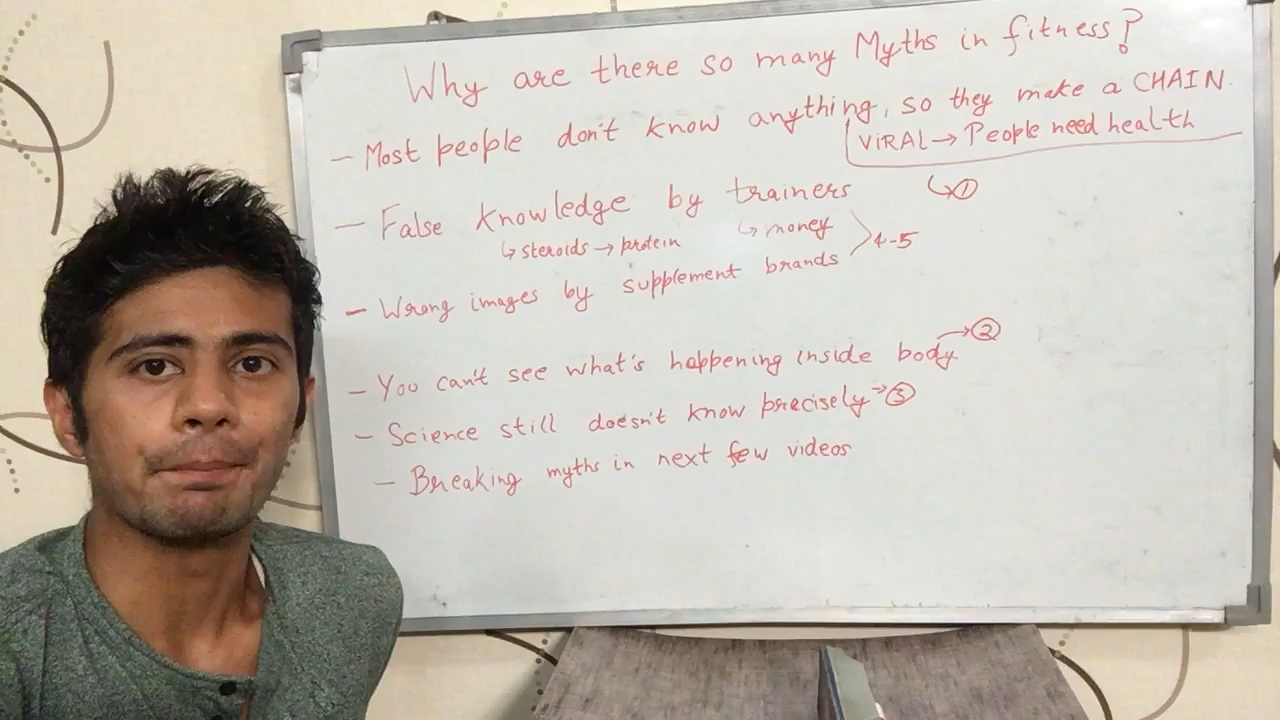 Why are there so many Myths in fitness?
- Most people don't know anything, so they make a CHAIN.
ViRAL → People need health
↳ ①
- False knowledge by trainers
↳ steroids → protein ↳ money
4-5
- Wrong images by supplement brands
- You can't see what's happening inside body → ②
- Science still doesn't know precisely → ③
- Breaking myths in next few videos